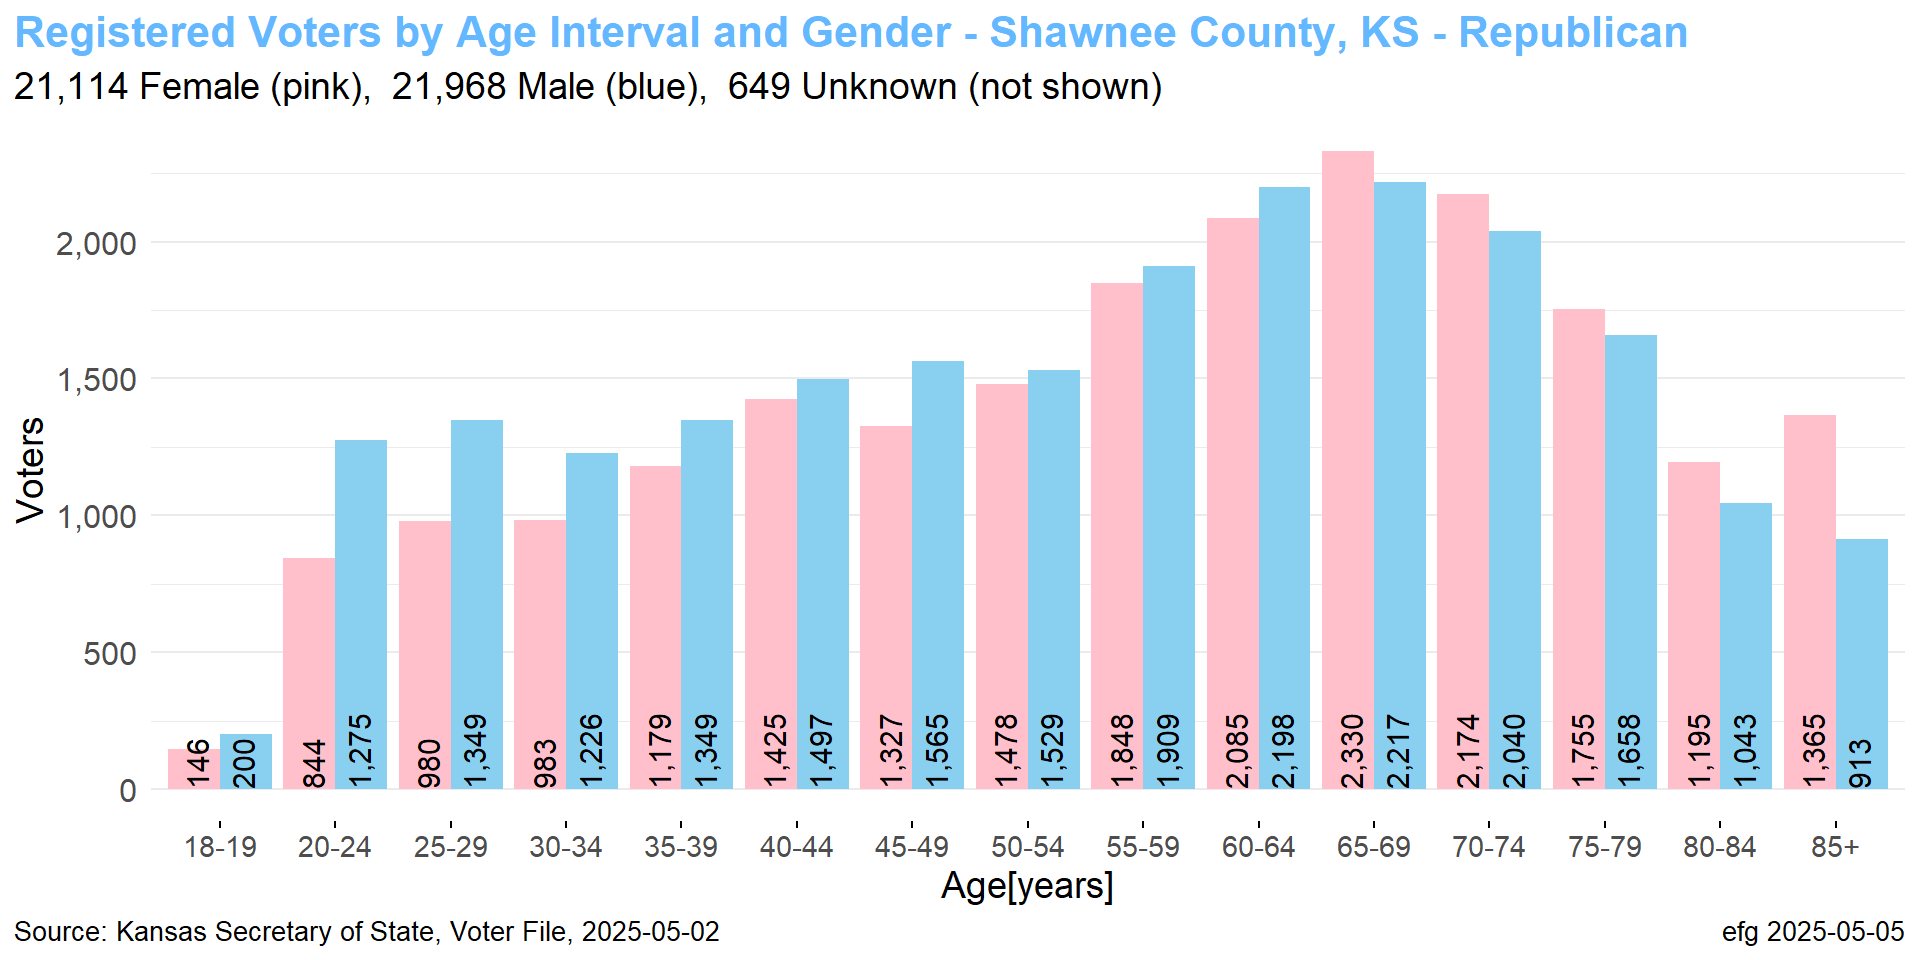 Registered Voters by Age Interval and Gender - Shawnee County, KS - Republican
21,114 Female (pink),  21,968 Male (blue),  649 Unknown (not shown)
Voters
2,000
1,500
1,000
500
0
146 200 844 1,275 980 1,349 983 1,226 1,179 1,349 1,425 1,497 1,327 1,565 1,478 1,529 1,848 1,909 2,085 2,198 2,330 2,217 2,174 2,040 1,755 1,658 1,195 1,043 1,365 913
18-19 20-24 25-29 30-34 35-39 40-44 45-49 50-54 55-59 60-64 65-69 70-74 75-79 80-84 85+
Age[years]
Source: Kansas Secretary of State, Voter File, 2025-05-02
efg 2025-05-05